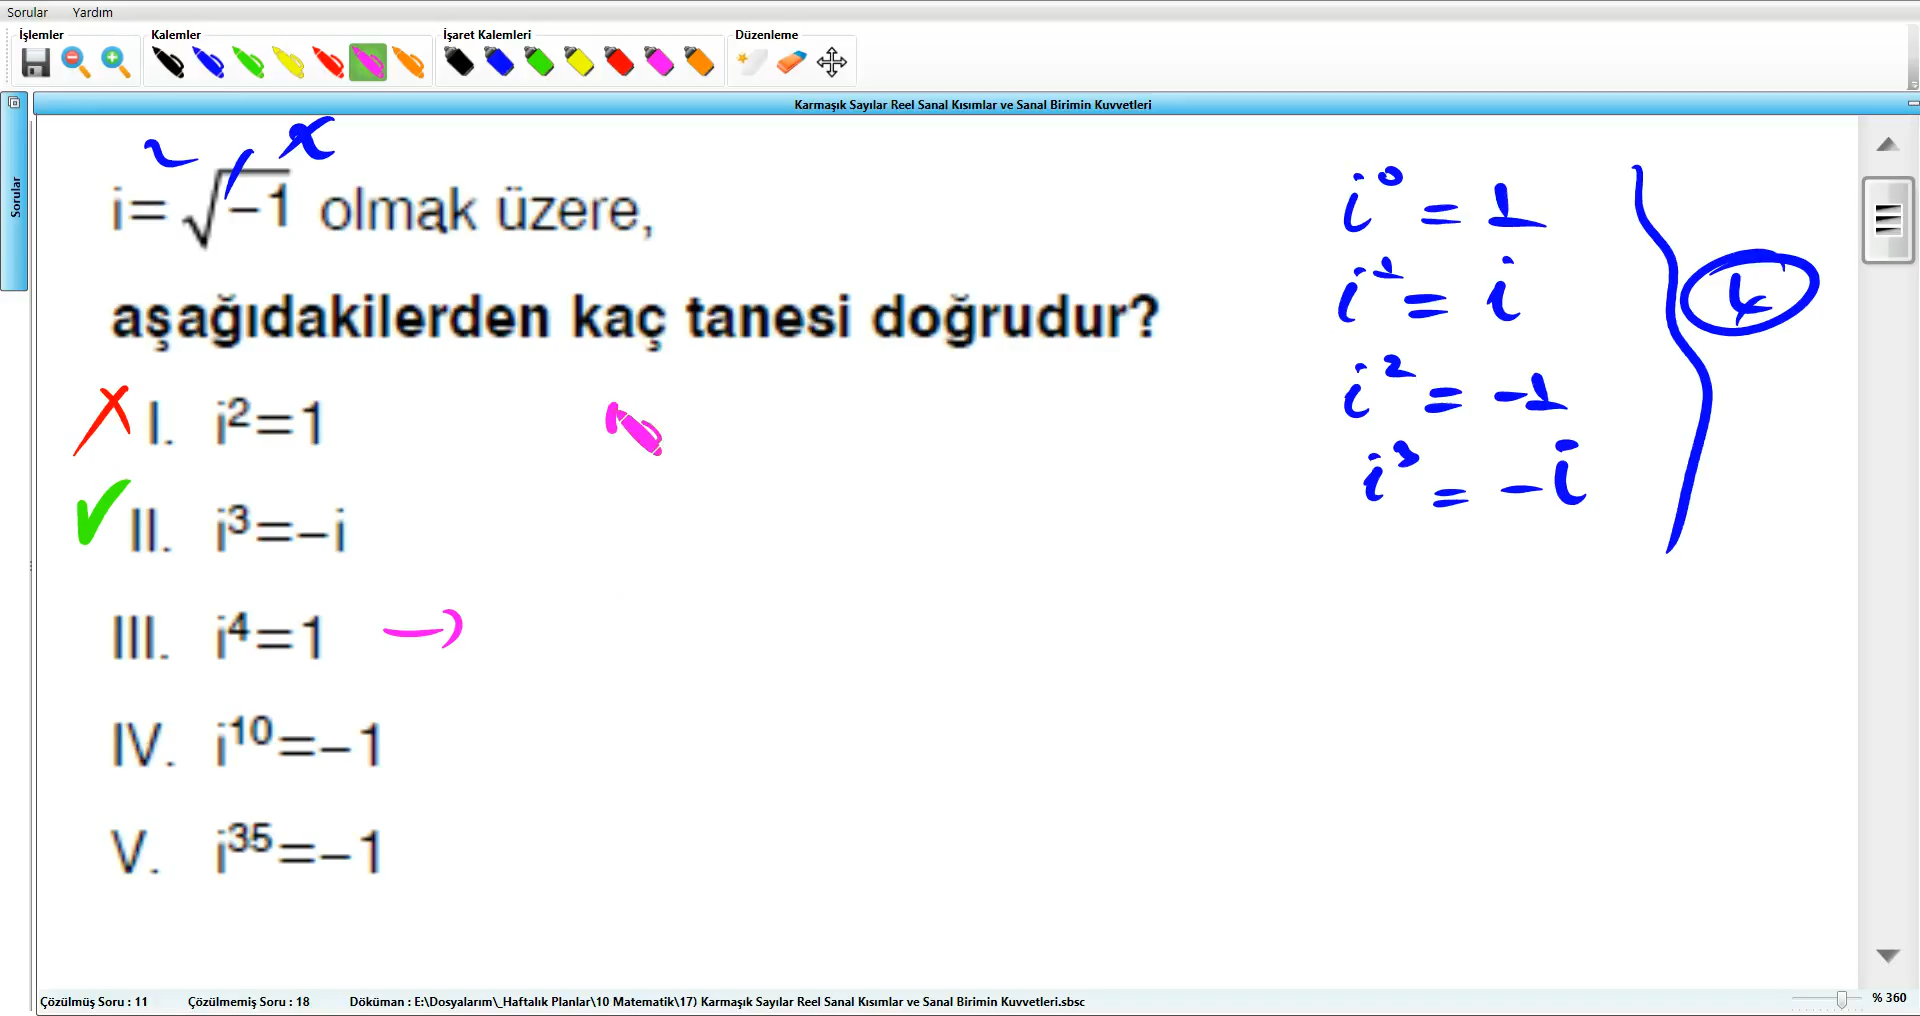 Sorular Yardım
İşlemler Kalemler İşaret Kalemleri Düzenleme
Karmaşık Sayılar Reel Sanal Kısımlar ve Sanal Birimin Kuvvetleri
Sorular
i=√-1 olmak üzere,
aşağıdakilerden kaç tanesi doğrudur?
I. i²=1
II. i³=-i
III. i⁴=1
IV. i¹⁰=-1
V. i³⁵=-1
i⁰ = 1
i¹ = i
i² = -1
i³ = -i
4
Çözülmüş Soru : 11 Çözülmemiş Soru : 18 Döküman : E:\Dosyalarım\_Haftalık Planlar\10 Matematik\17) Karmaşık Sayılar Reel Sanal Kısımlar ve Sanal Birimin Kuvvetleri.sbsc % 360